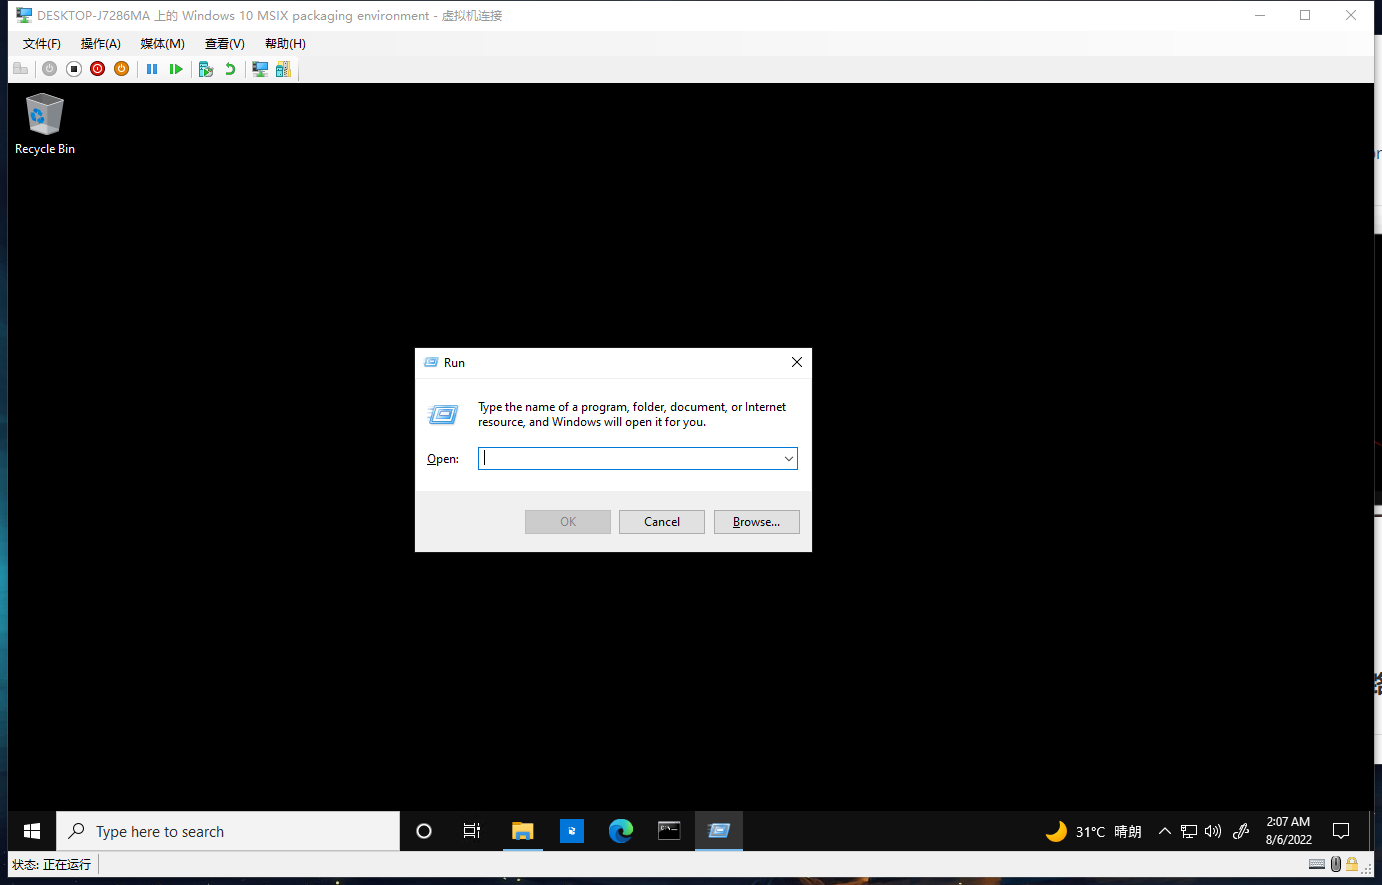 DESKTOP-J7286MA 上的 Windows 10 MSIX packaging environment - 虚拟机连接
文件(F) 操作(A) 媒体(M) 查看(V) 帮助(H)
Recycle Bin
Run
Type the name of a program, folder, document, or Internet
resource, and Windows will open it for you.
Open:
OK Cancel Browse...
Type here to search
31°C 晴朗
2:07 AM
8/6/2022
状态: 正在运行